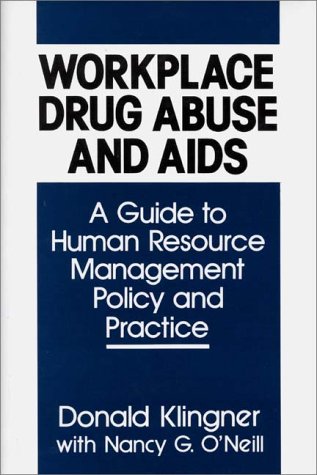 WORKPLACE
DRUG ABUSE
AND AIDS
A Guide to
Human Resource
Management
Policy and
Practice
Donald Klingner
with Nancy G. O'Neill